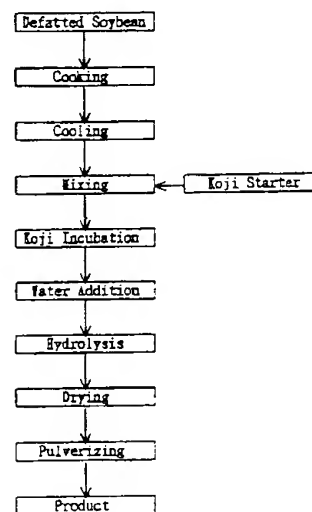 Defatted Soybean
Cooking
Cooling
Mixing
Koji Starter
Koji Incubation
Water Addition
Hydrolysis
Drying
Pulverizing
Product